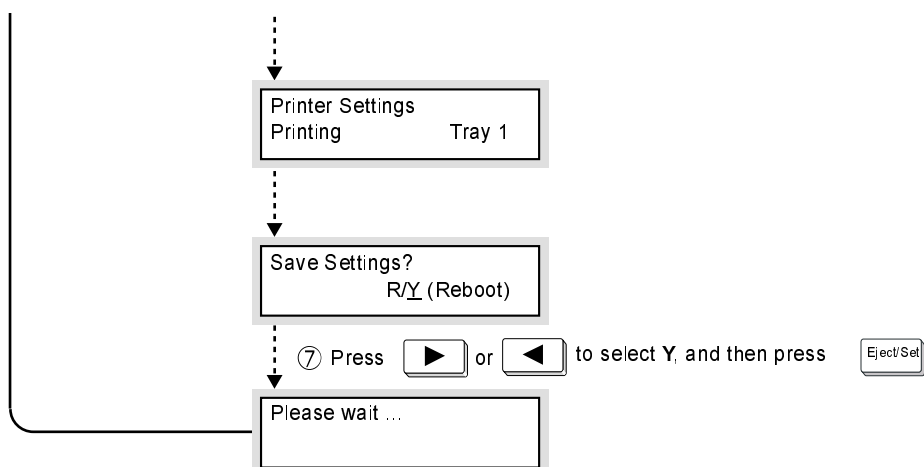 Printer Settings
Printing Tray 1
Save Settings?
R/Y (Reboot)
⑦ Press ▶ or ◀ to select Y, and then press Eject/Set
Please wait ...